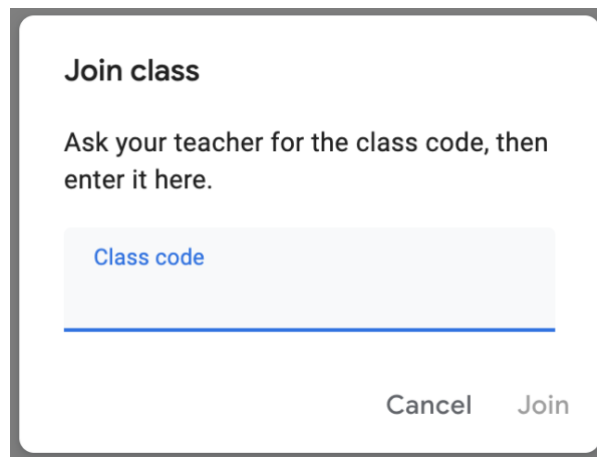 Join class
Ask your teacher for the class code, then
enter it here.
Class code
Cancel Join